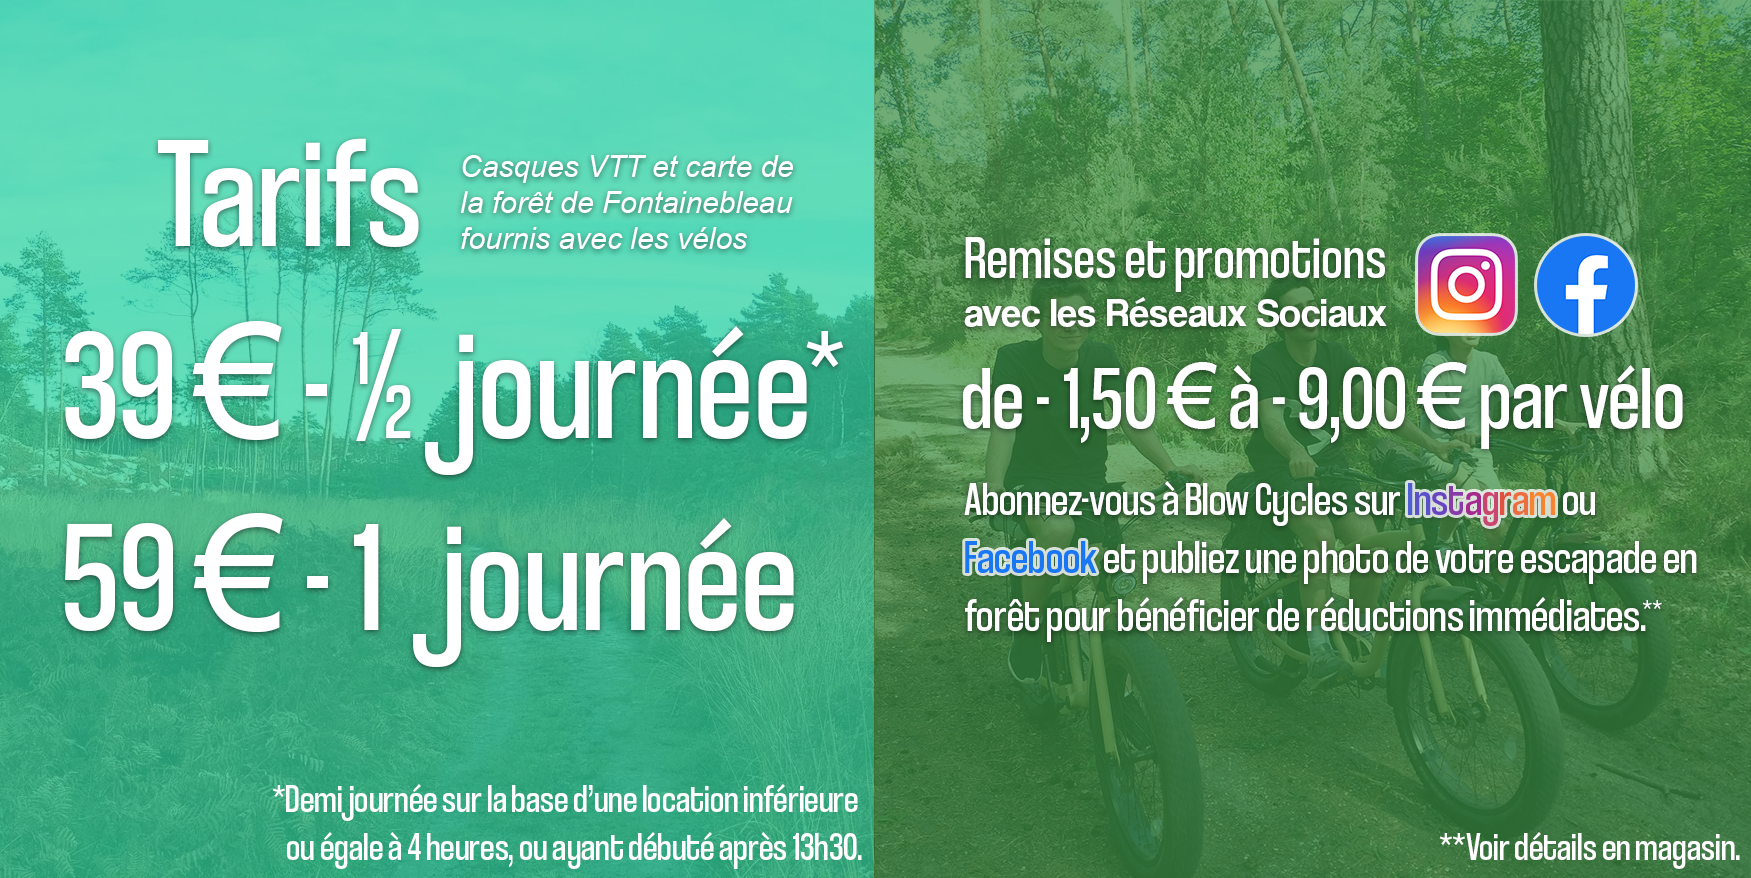 Tarifs
Casques VTT et carte de
la forêt de Fontainebleau
fournis avec les vélos
39 € - ½ journée*
59 € - 1 journée
*Demi journée sur la base d’une location inférieure
ou égale à 4 heures, ou ayant débuté après 13h30.
Remises et promotions
avec les Réseaux Sociaux
de - 1,50 € à - 9,00 € par vélo
Abonnez-vous à Blow Cycles sur Instagram ou
Facebook et publiez une photo de votre escapade en
forêt pour bénéficier de réductions immédiates.**
**Voir détails en magasin.